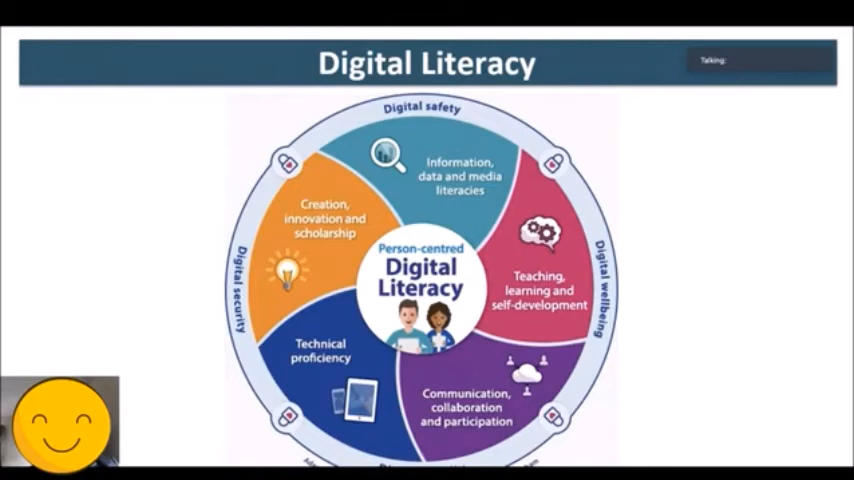 Digital Literacy
Talking:
Digital safety
Information,
data and media
literacies
Creation,
innovation and
scholarship
Person-centred
Digital
Literacy
Teaching,
learning and
self-development
Digital security
Digital wellbeing
Technical
proficiency
Communication,
collaboration
and participation